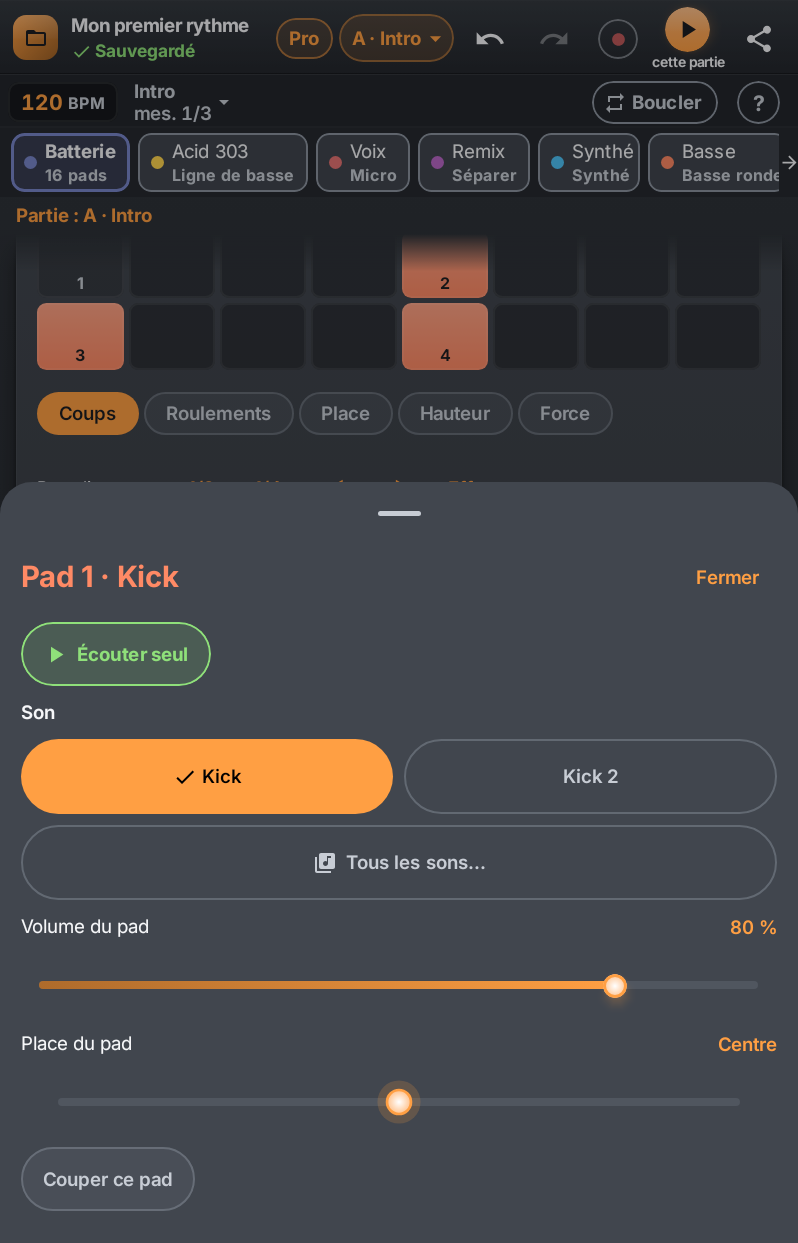 Mon premier rythme
Sauvegardé
Pro
A · Intro
cette partie
120 BPM
Intro
mes. 1/3
Boucler
?
Batterie
16 pads
Acid 303
Ligne de basse
Voix
Micro
Remix
Séparer
Synthé
Synthé
Basse
Basse ronde
Partie : A · Intro
1
2
3
4
Coups
Roulements
Place
Hauteur
Force
Pad 1 · Kick
Fermer
Écouter seul
Son
Kick
Kick 2
Tous les sons...
Volume du pad
80 %
Place du pad
Centre
Couper ce pad